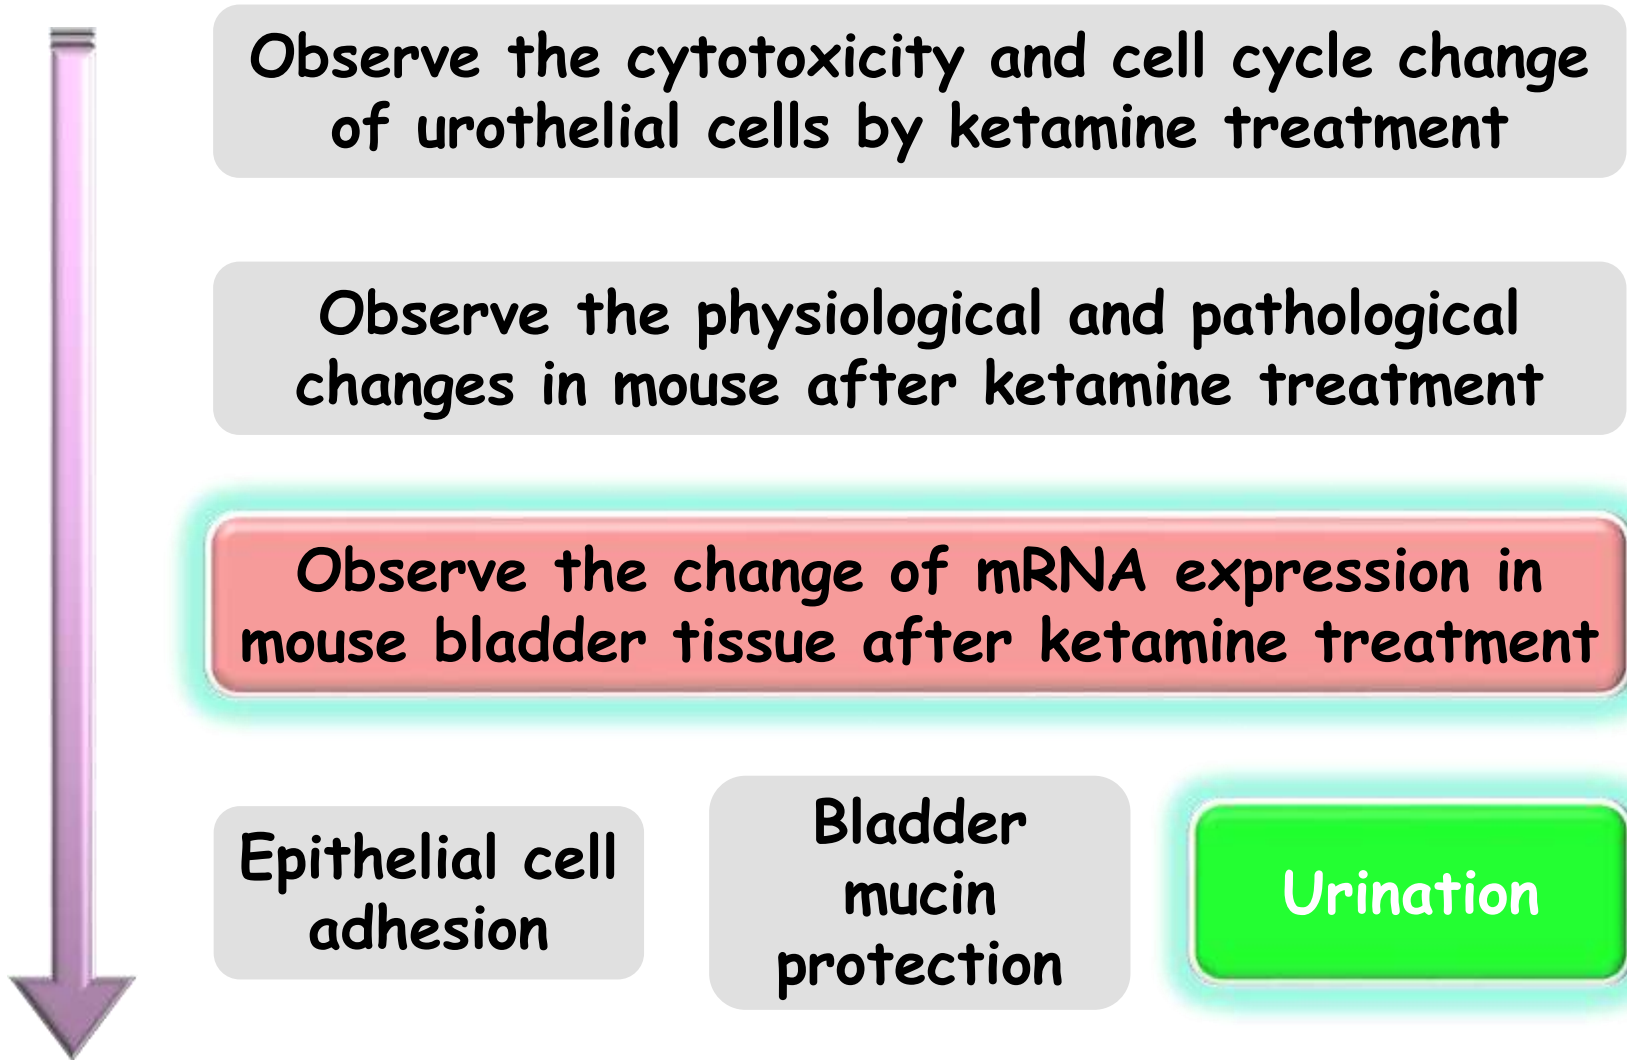 Observe the cytotoxicity and cell cycle change
of urothelial cells by ketamine treatment
Observe the physiological and pathological
changes in mouse after ketamine treatment
Observe the change of mRNA expression in
mouse bladder tissue after ketamine treatment
Epithelial cell
adhesion
Bladder
mucin
protection
Urination